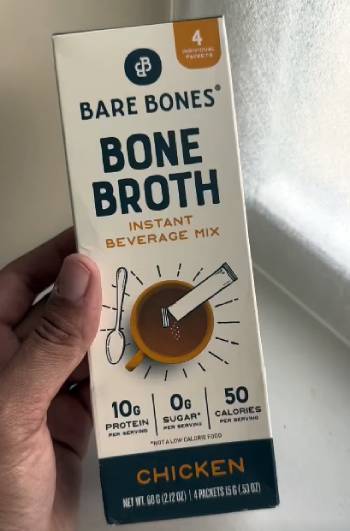 4
INDIVIDUAL
PACKETS
BARE BONES®
BONE
BROTH
INSTANT
BEVERAGE MIX
10G
PROTEIN
PER SERVING
0G
SUGAR*
PER SERVING
50
CALORIES
PER SERVING
*NOT A LOW CALORIE FOOD
CHICKEN
NET WT. 60 G (2.12 OZ) | 4 PACKETS 15 G (.53 OZ)